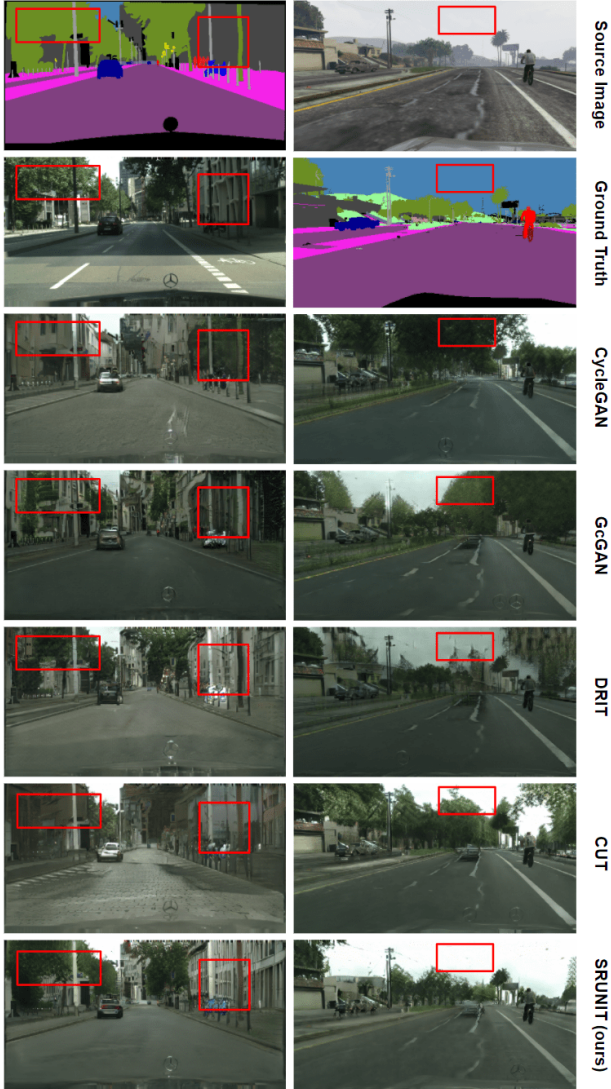 Source Image
Ground Truth
CycleGAN
GcGAN
DRIT
CUT
SRUNIT (ours)